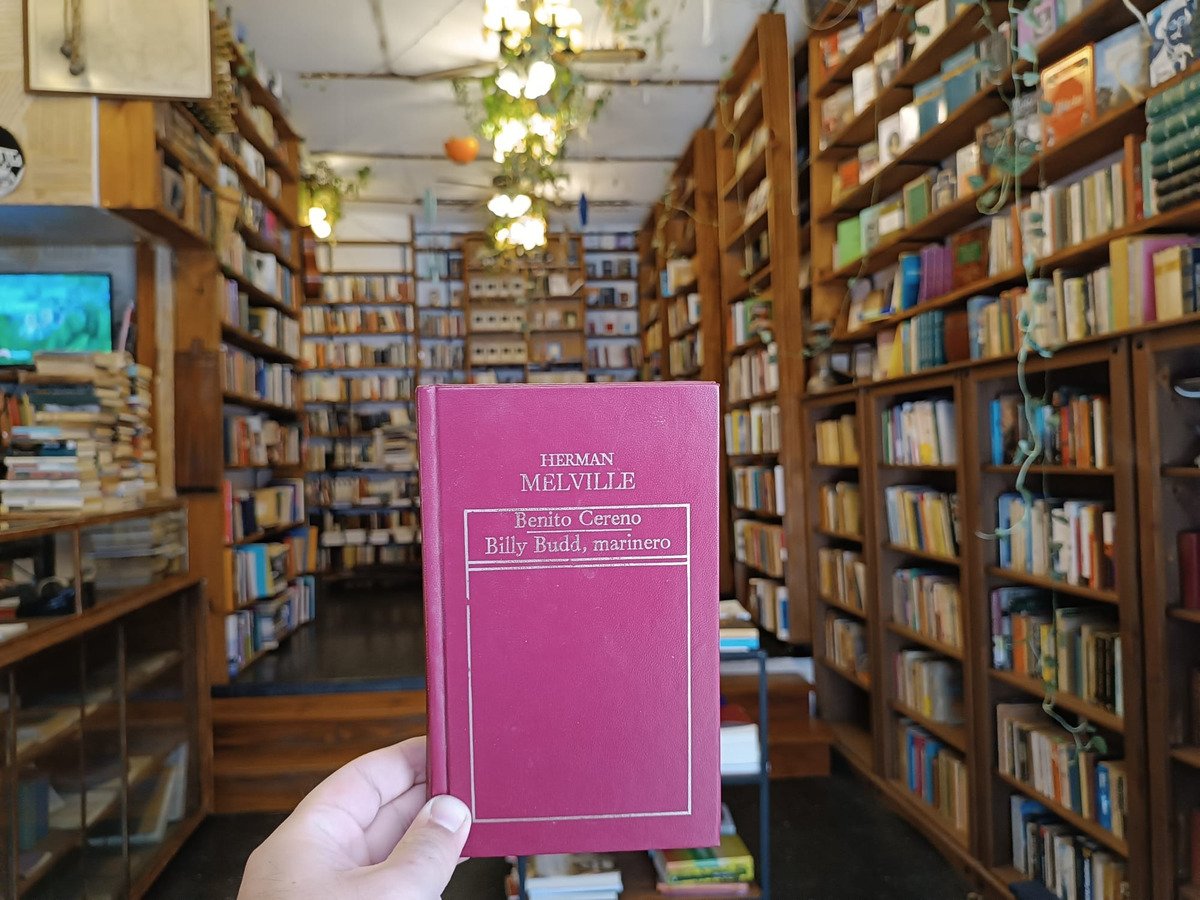 HERMAN
MELVILLE
Benito Cereno
Billy Budd, marinero